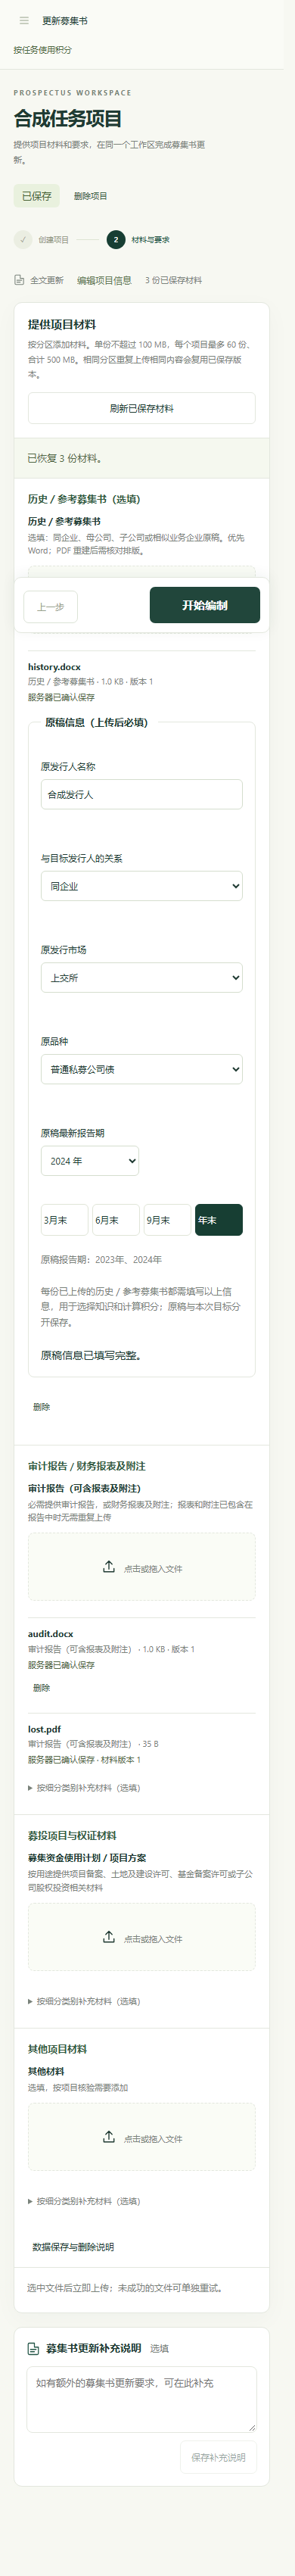 更新募集书
按任务使用积分
PROSPECTUS WORKSPACE
合成任务项目
提供项目材料和要求，在同一个工作区完成募集书更
新。
已保存
删除项目
✓ 创建项目
2 材料与要求
全文更新
编辑项目信息
3 份已保存材料
提供项目材料
按分区添加材料。单份不超过 100 MB，每个项目最多 60 份、
合计 500 MB。相同分区重复上传相同内容会复用已保存版
本。
刷新已保存材料
已恢复 3 份材料。
历史 / 参考募集书（选填）
历史 / 参考募集书
选填：同企业、母公司、子公司或相似业务企业原稿。优先
Word；PDF 重建后需核对排版。
上一步
开始编制
history.docx
历史 / 参考募集书 · 1.0 KB · 版本 1
服务器已确认保存
原稿信息（上传后必填）
原发行人名称
合成发行人
与目标发行人的关系
同企业
原发行市场
上交所
原品种
普通私募公司债
原稿最新报告期
2024 年
3月末
6月末
9月末
年末
原稿报告期：2023年、2024年
每份已上传的历史 / 参考募集书都需填写以上信
息，用于选择知识和计算积分；原稿与本次目标分
开保存。
原稿信息已填写完整。
删除
审计报告 / 财务报表及附注
审计报告（可含报表及附注）
必需提供审计报告，或财务报表及附注；报表和附注已包含在
报告中时无需重复上传
点击或拖入文件
audit.docx
审计报告（可含报表及附注） · 1.0 KB · 版本 1
服务器已确认保存
删除
lost.pdf
审计报告（可含报表及附注） · 35 B
服务器已确认保存 · 材料版本 1
▶ 按细分类别补充材料（选填）
募投项目与权证材料
募集资金使用计划 / 项目方案
按用途提供项目备案、土地及建设许可、基金备案许可或子公
司股权投资相关材料
点击或拖入文件
▶ 按细分类别补充材料（选填）
其他项目材料
其他材料
选填，按项目核验需要添加
点击或拖入文件
▶ 按细分类别补充材料（选填）
数据保存与删除说明
选中文件后立即上传；未成功的文件可单独重试。
募集书更新补充说明 选填
如有额外的募集书更新要求，可在此补充
保存补充说明